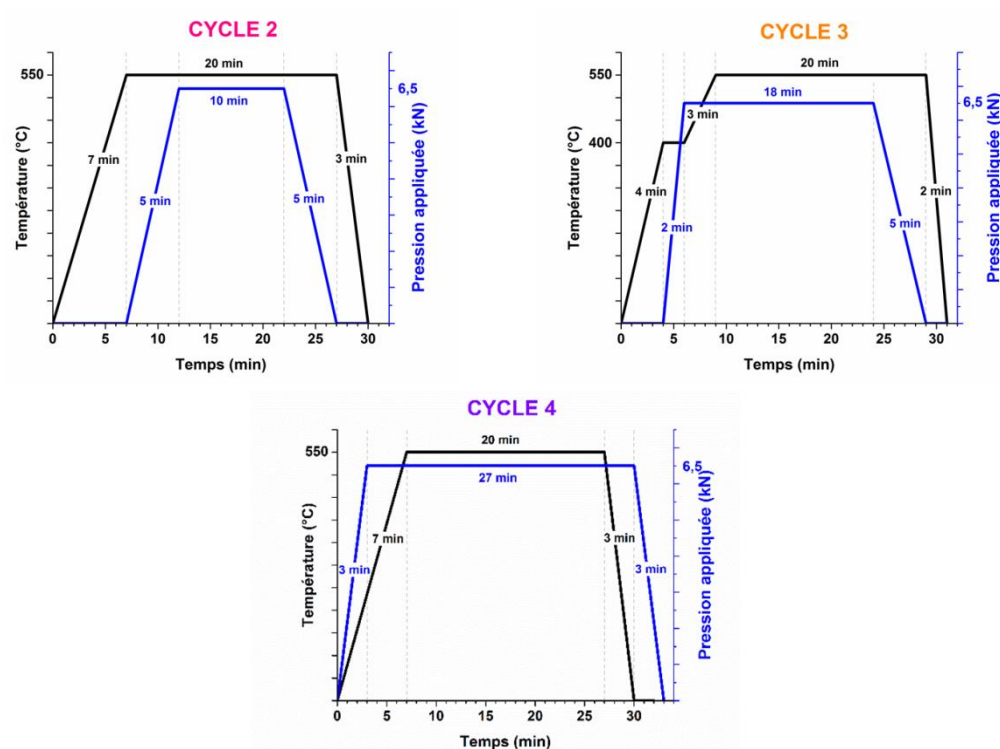 CYCLE 2
550
20 min
6,5
10 min
7 min
3 min
5 min
5 min
Température (°C)
Pression appliquée (kN)
0 5 10 15 20 25 30
Temps (min)
CYCLE 3
550
20 min
6,5
18 min
3 min
400
4 min
2 min
2 min
5 min
Température (°C)
Pression appliquée (kN)
0 5 10 15 20 25 30
Temps (min)
CYCLE 4
550
20 min
6,5
27 min
7 min
3 min
3 min
3 min
Température (°C)
Pression appliquée (kN)
0 5 10 15 20 25 30
Temps (min)